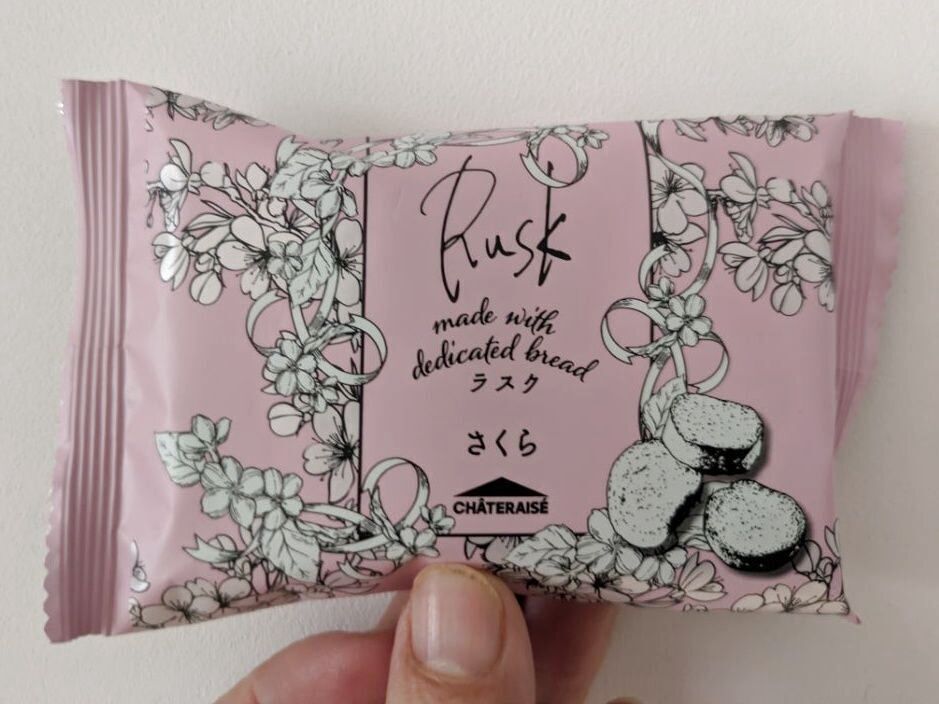 Rusk
made with
dedicated bread
ラスク
さくら
CHÂTERAISÉ